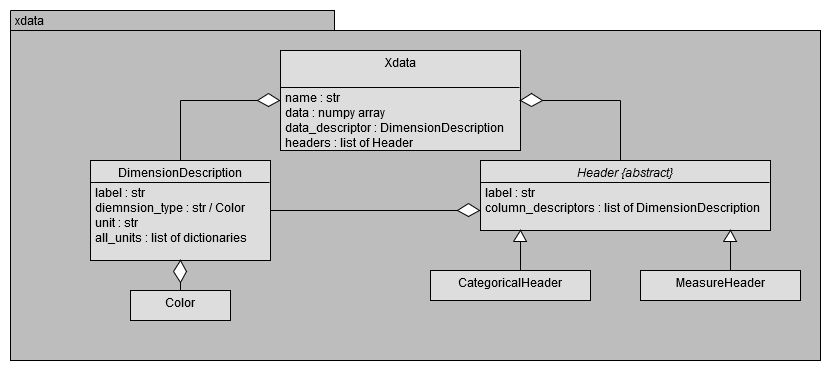 xdata
Xdata
name : str
data : numpy array
data_descriptor : DimensionDescription
headers : list of Header
DimensionDescription
label : str
diemnsion_type : str / Color
unit : str
all_units : list of dictionaries
Header {abstract}
label : str
column_descriptors : list of DimensionDescription
Color
CategoricalHeader
MeasureHeader